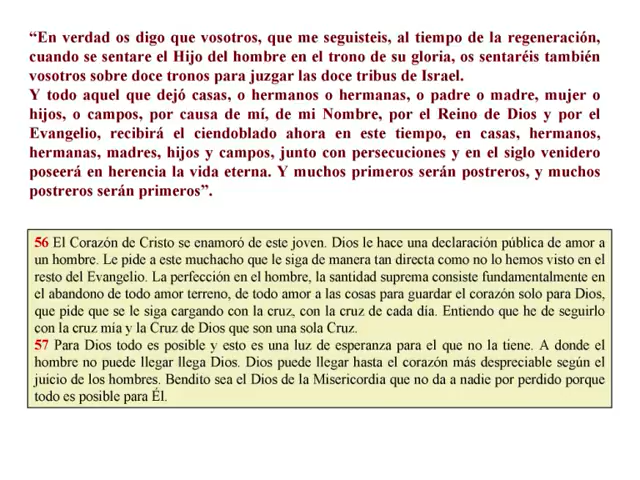 “En verdad os digo que vosotros, que me seguisteis, al tiempo de la regeneración,
cuando se sentare el Hijo del hombre en el trono de su gloria, os sentaréis también
vosotros sobre doce tronos para juzgar las doce tribus de Israel.
Y todo aquel que dejó casas, o hermanos o hermanas, o padre o madre, mujer o
hijos, o campos, por causa de mí, de mi Nombre, por el Reino de Dios y por el
Evangelio, recibirá el ciendoblado ahora en este tiempo, en casas, hermanos,
hermanas, madres, hijos y campos, junto con persecuciones y en el siglo venidero
poseerá en herencia la vida eterna. Y muchos primeros serán postreros, y muchos
postreros serán primeros”.
56 El Corazón de Cristo se enamoró de este joven. Dios le hace una declaración pública de amor a
un hombre. Le pide a este muchacho que le siga de manera tan directa como no lo hemos visto en el
resto del Evangelio. La perfección en el hombre, la santidad suprema consiste fundamentalmente en
el abandono de todo amor terreno, de todo amor a las cosas para guardar el corazón solo para Dios,
que pide que se le siga cargando con la cruz, con la cruz de cada día. Entiendo que he de seguirlo
con la cruz mía y la Cruz de Dios que son una sola Cruz.
57 Para Dios todo es posible y esto es una luz de esperanza para el que no la tiene. A donde el
hombre no puede llegar llega Dios. Dios puede llegar hasta el corazón más despreciable según el
juicio de los hombres. Bendito sea el Dios de la Misericordia que no da a nadie por perdido porque
todo es posible para Él.